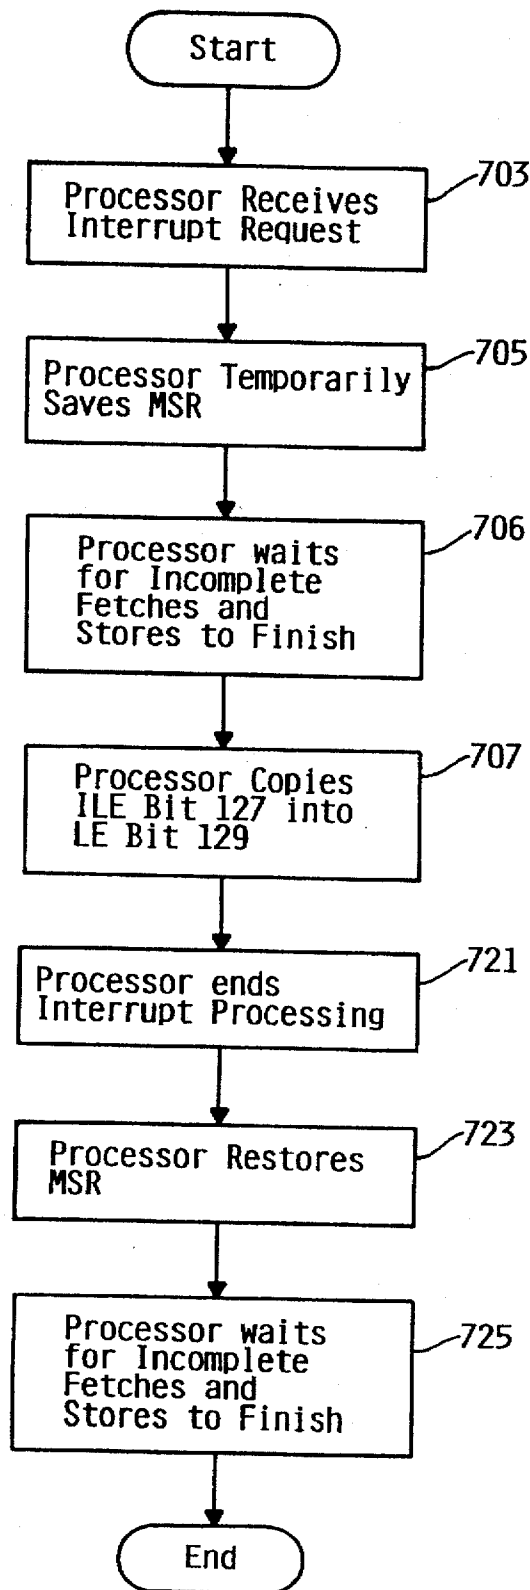 Start
703
Processor Receives
Interrupt Request
705
Processor Temporarily
Saves MSR
706
Processor waits
for Incomplete
Fetches and
Stores to Finish
707
Processor Copies
ILE Bit 127 into
LE Bit 129
721
Processor ends
Interrupt Processing
723
Processor Restores
MSR
725
Processor waits
for Incomplete
Fetches and
Stores to Finish
End